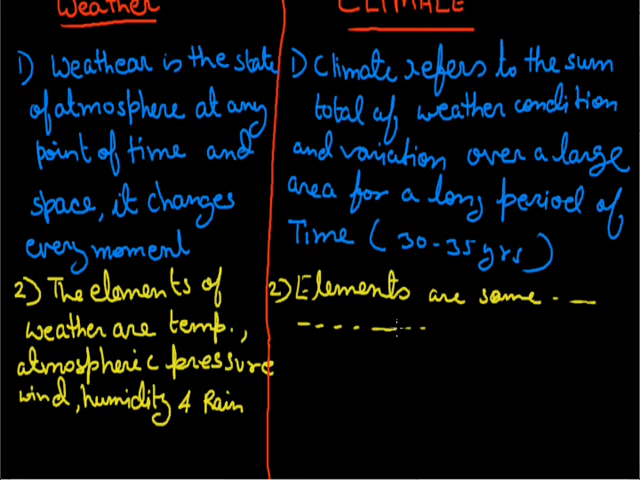 Weather
1) Weathear is the state
of atmosphere at any
point of time and
space, it changes
every moment
2) The elements of
weather are temp.,
atmospheric pressure
wind, humidity & Rain
CLIMALE
1) Climate refers to the sum
total of weather condition
and variation over a large
area for a long period of
Time (30-35 yrs)
2) Elements are same